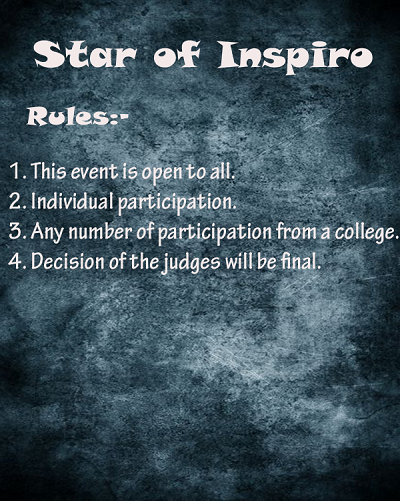 Star of Inspiro
Rules:-
1. This event is open to all.
2. Individual participation.
3. Any number of participation from a college.
4. Decision of the judges will be final.